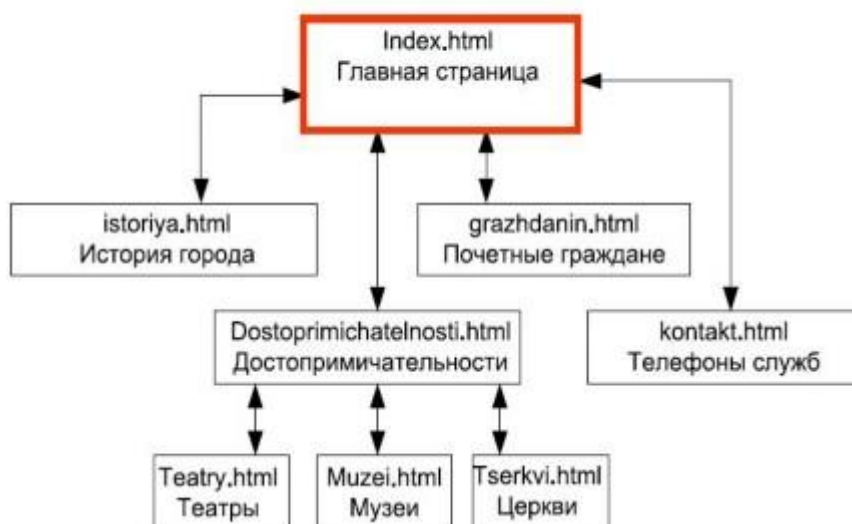 Index.html
Главная страница
istoriya.html
История города
grazhdanin.html
Почетные граждане
Dostoprimichatelnosti.html
Достопримичательности
kontakt.html
Телефоны служб
Teatry.html
Театры
Muzei.html
Музеи
Tserkvi.html
Церкви